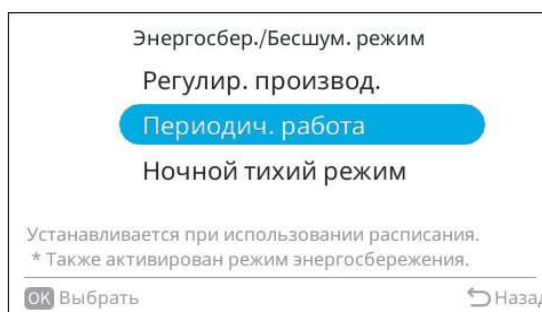 Энергосбер./Бесшум. режим
Регулир. производ.
Периодич. работа
Ночной тихий режим
Устанавливается при использовании расписания.
* Также активирован режим энергосбережения.
OK Выбрать Назад